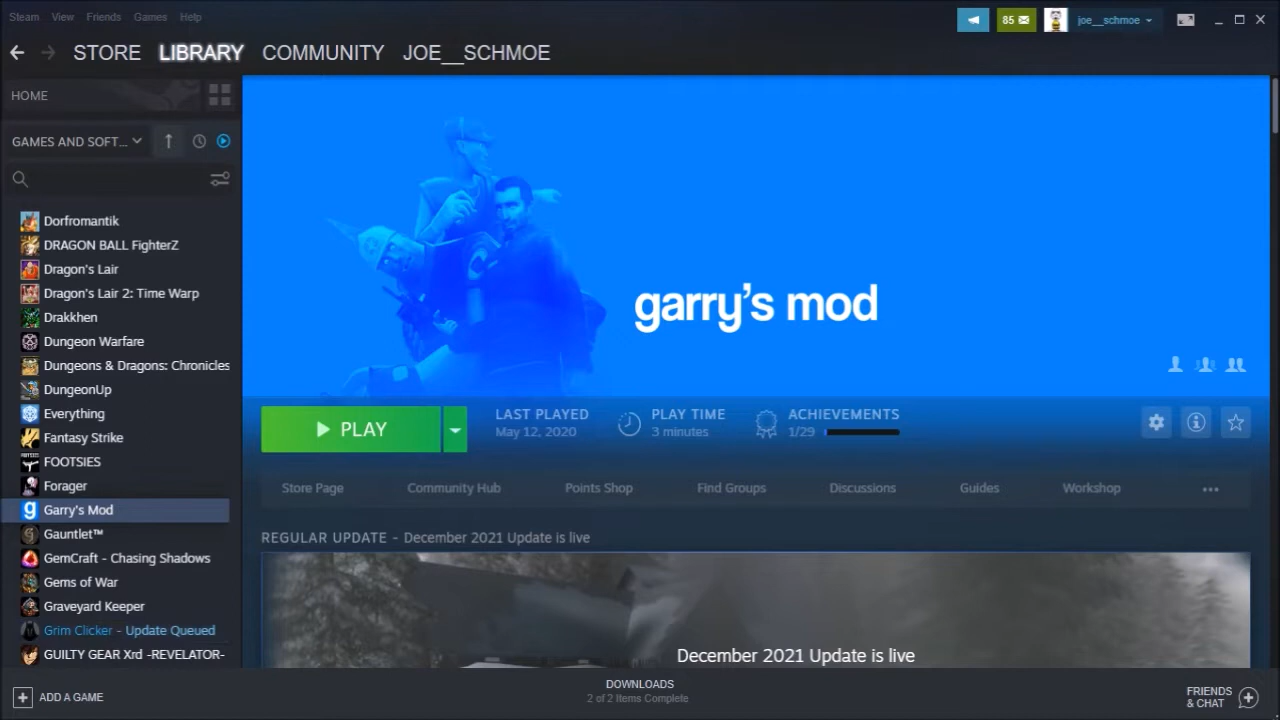 Steam View Friends Games Help
85
joe__schmoe
STORE LIBRARY COMMUNITY JOE__SCHMOE
HOME
GAMES AND SOFT...
Dorfromantik
DRAGON BALL FighterZ
Dragon's Lair
Dragon's Lair 2: Time Warp
Drakkhen
Dungeon Warfare
Dungeons & Dragons: Chronicles
DungeonUp
Everything
Fantasy Strike
FOOTSIES
Forager
g Garry's Mod
Gauntlet™
GemCraft - Chasing Shadows
Gems of War
Graveyard Keeper
Grim Clicker - Update Queued
GUILTY GEAR Xrd -REVELATOR-
garry's mod
PLAY
LAST PLAYED
May 12, 2020
PLAY TIME
3 minutes
ACHIEVEMENTS
1/29
Store Page Community Hub Points Shop Find Groups Discussions Guides Workshop ...
REGULAR UPDATE - December 2021 Update is live
December 2021 Update is live
ADD A GAME
DOWNLOADS
2 of 2 Items Complete
FRIENDS
& CHAT